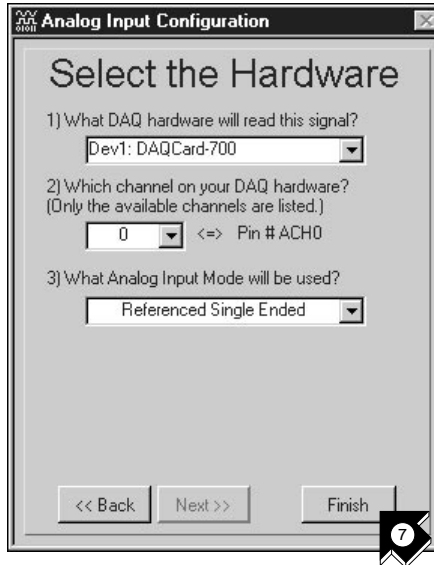 Analog Input Configuration
Select the Hardware
1) What DAQ hardware will read this signal?
Dev1: DAQCard-700
2) Which channel on your DAQ hardware?
(Only the available channels are listed.)
0 <=> Pin # ACH0
3) What Analog Input Mode will be used?
Referenced Single Ended
<< Back Next >> Finish
7